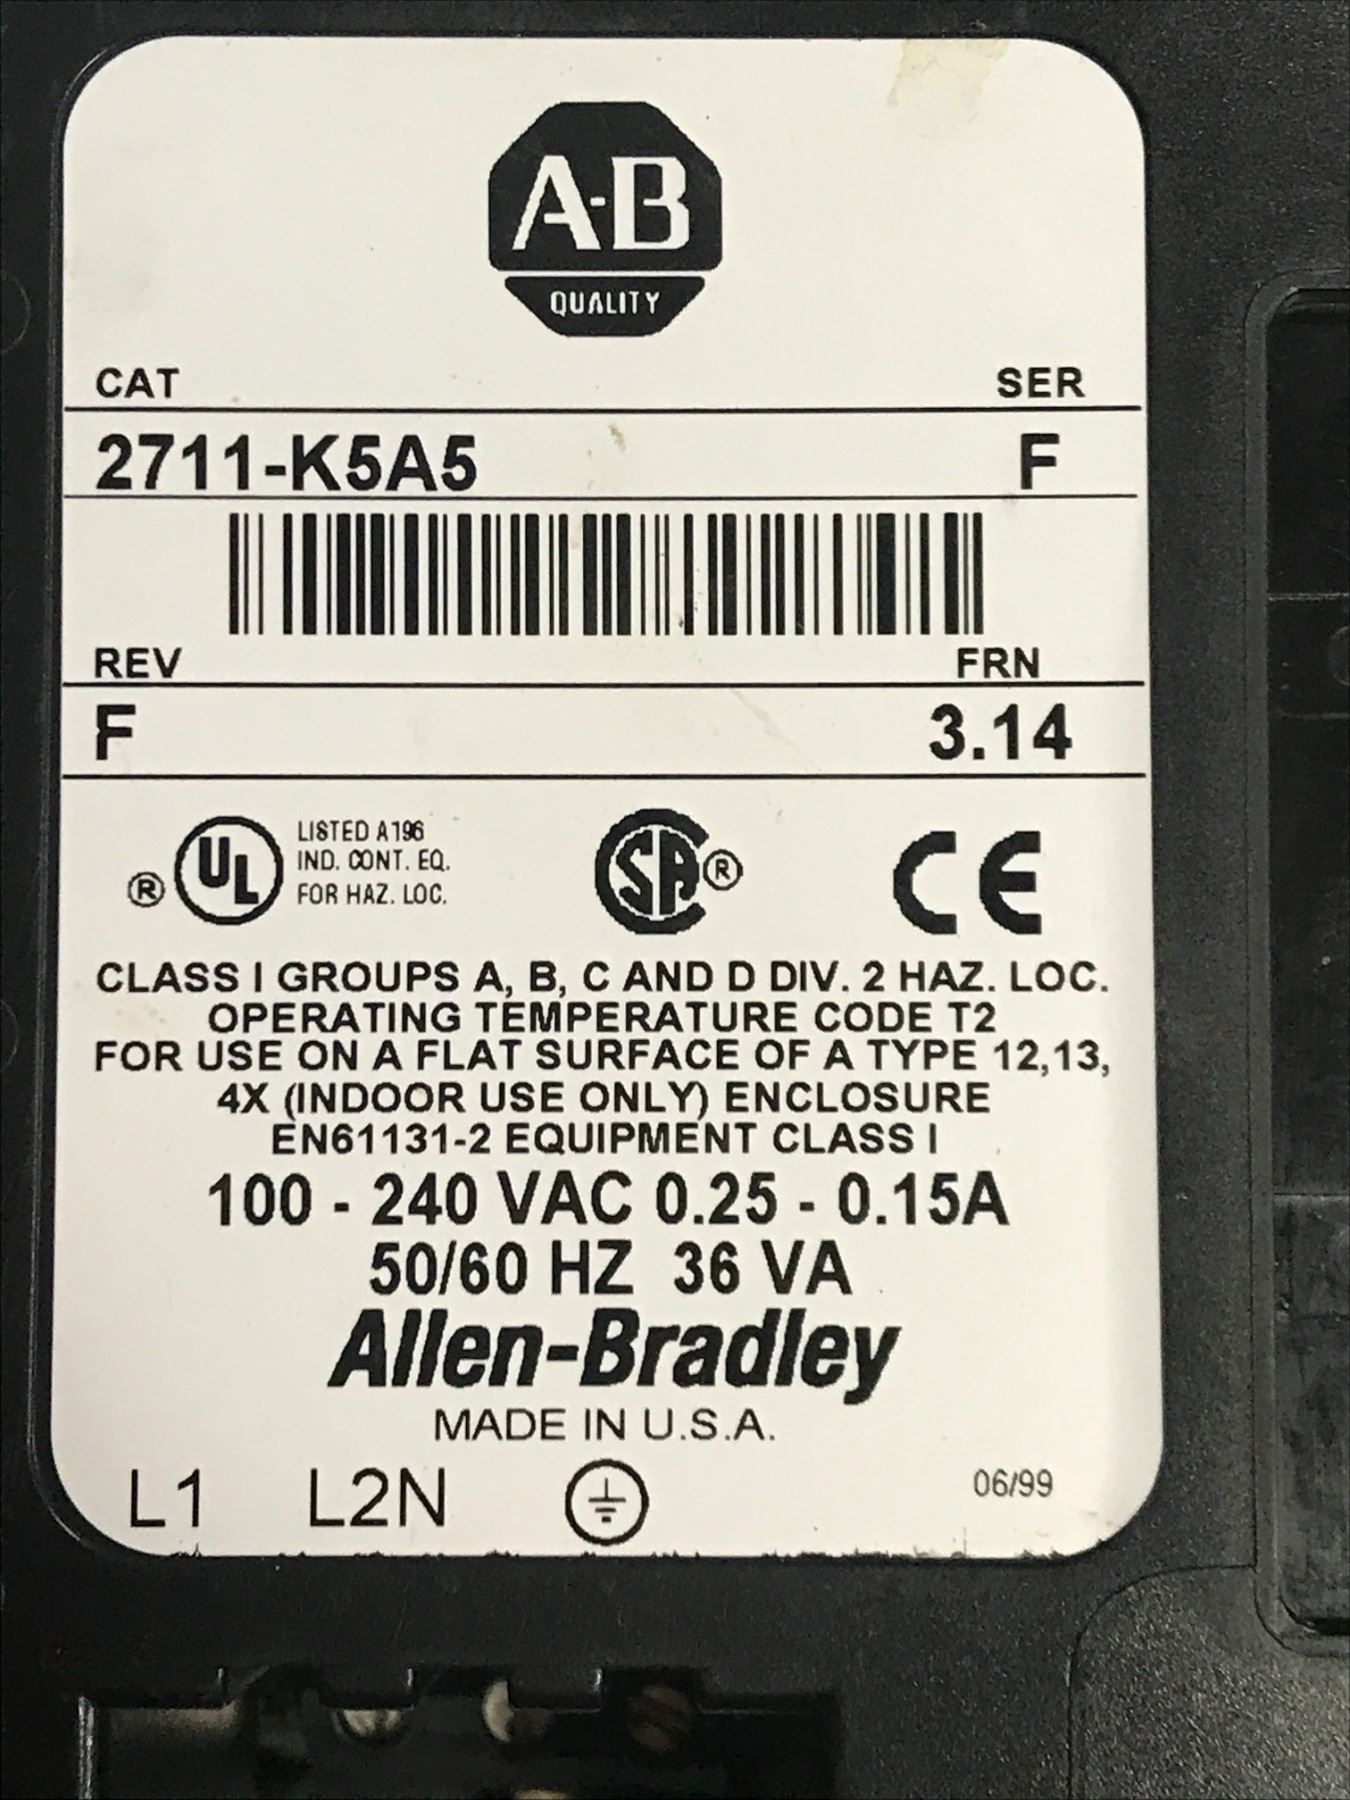 A-B
QUALITY
CAT SER
2711-K5A5 F
REV FRN
F 3.14
® UL LISTED A196
IND. CONT. EQ.
FOR HAZ. LOC.
SA ® CE
CLASS I GROUPS A, B, C AND D DIV. 2 HAZ. LOC.
OPERATING TEMPERATURE CODE T2
FOR USE ON A FLAT SURFACE OF A TYPE 12,13,
4X (INDOOR USE ONLY) ENCLOSURE
EN61131-2 EQUIPMENT CLASS I
100 - 240 VAC 0.25 - 0.15A
50/60 HZ 36 VA
Allen-Bradley
MADE IN U.S.A.
L1 L2N 06/99